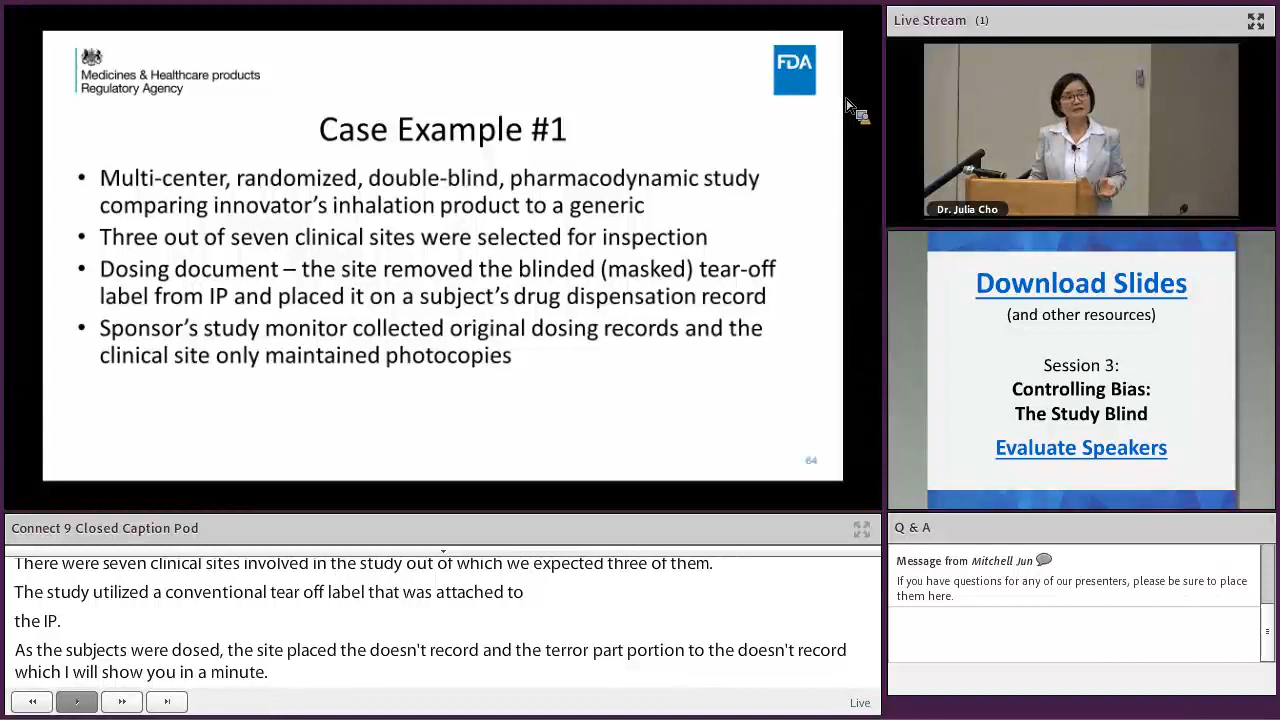 Medicines & Healthcare products
Regulatory Agency
FDA
Case Example #1
• Multi-center, randomized, double-blind, pharmacodynamic study
comparing innovator's inhalation product to a generic
• Three out of seven clinical sites were selected for inspection
• Dosing document – the site removed the blinded (masked) tear-off
label from IP and placed it on a subject's drug dispensation record
• Sponsor's study monitor collected original dosing records and the
clinical site only maintained photocopies
64
Live Stream (1)
Dr. Julia Cho
Download Slides
(and other resources)
Session 3:
Controlling Bias:
The Study Blind
Evaluate Speakers
Connect 9 Closed Caption Pod
There were seven clinical sites involved in the study out of which we expected three of them.
The study utilized a conventional tear off label that was attached to
the IP.
As the subjects were dosed, the site placed the doesn't record and the terror part portion to the doesn't record
which I will show you in a minute.
Live
Q & A
Message from Mitchell Jun
If you have questions for any of our presenters, please be sure to place
them here.